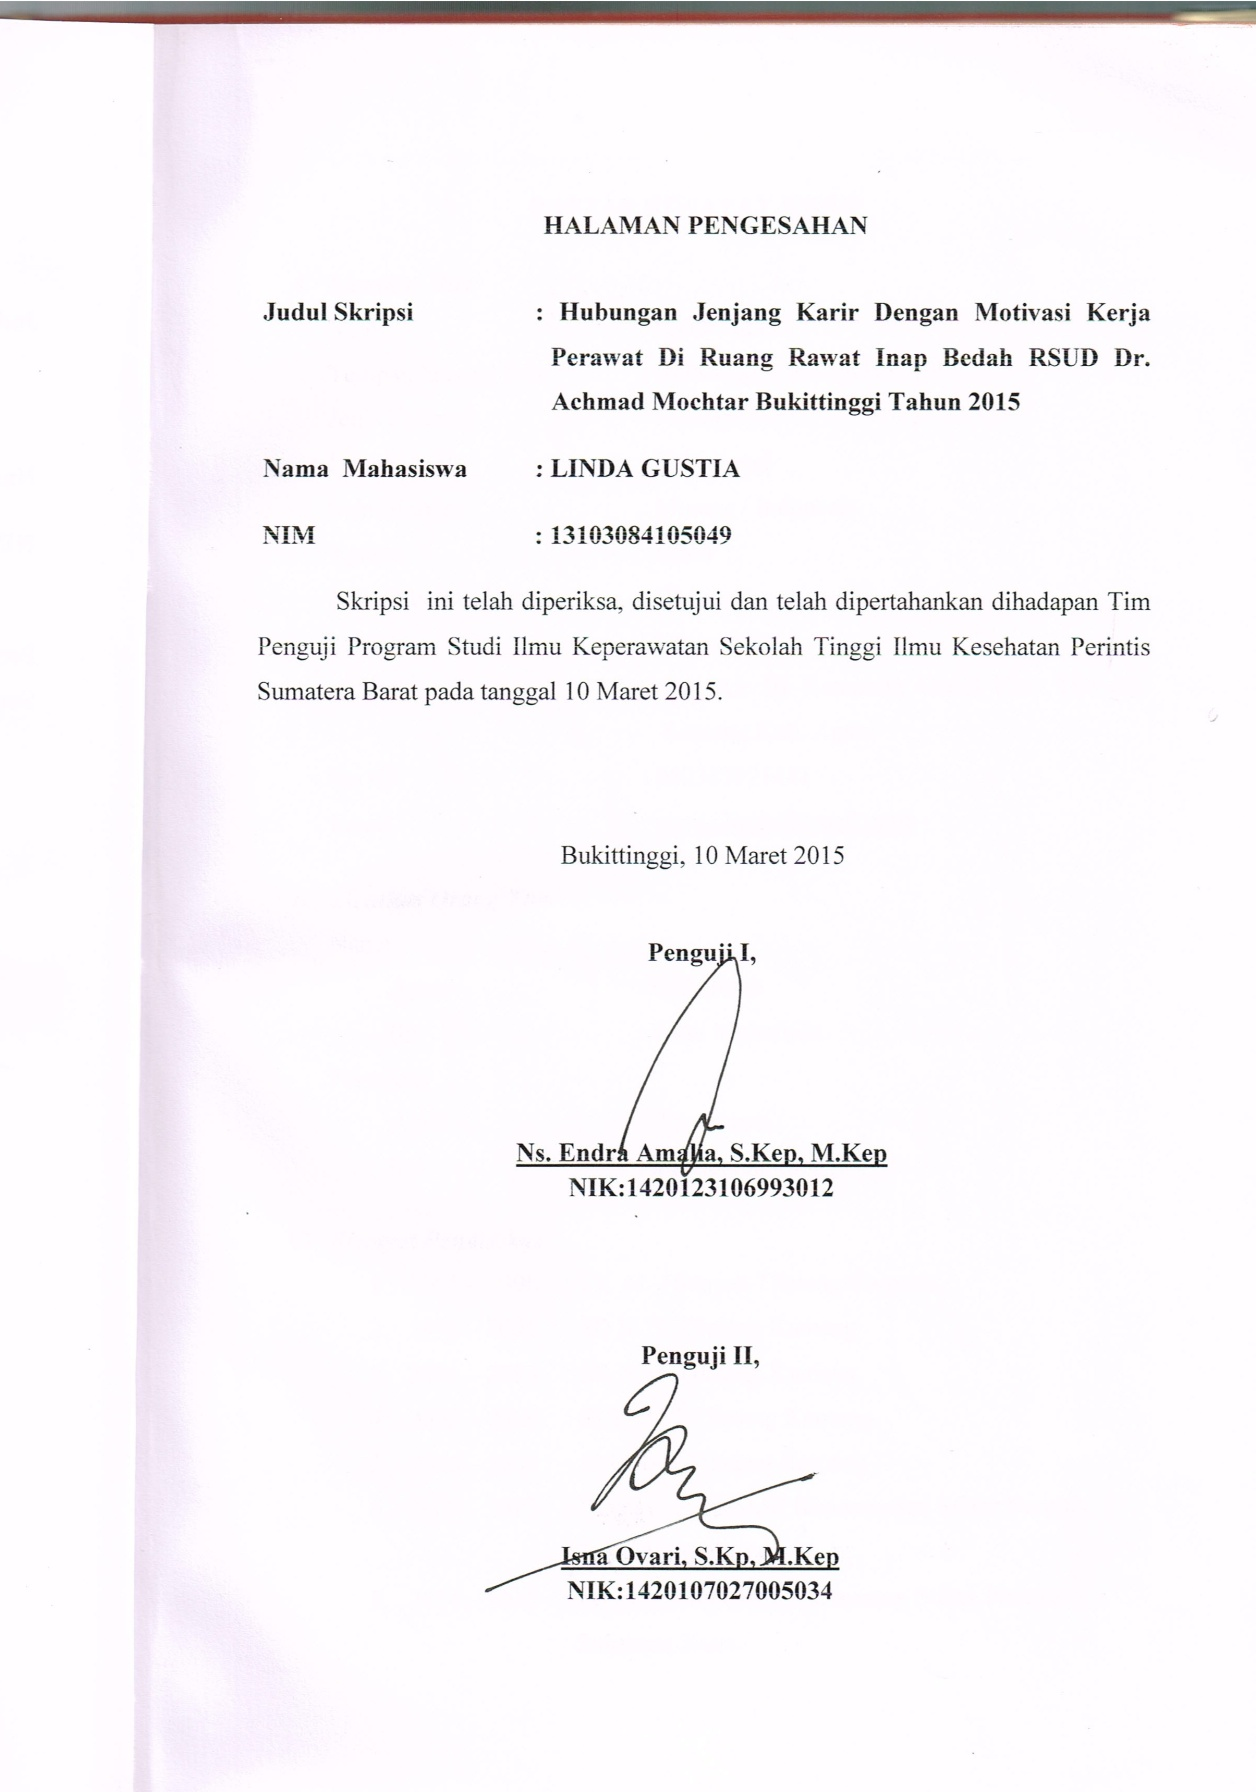 HALAMAN PENGESAHAN
Judul Skripsi : Hubungan Jenjang Karir Dengan Motivasi Kerja
Perawat Di Ruang Rawat Inap Bedah RSUD Dr.
Achmad Mochtar Bukittinggi Tahun 2015
Nama Mahasiswa : LINDA GUSTIA
NIM : 13103084105049
Skripsi ini telah diperiksa, disetujui dan telah dipertahankan dihadapan Tim
Penguji Program Studi Ilmu Keperawatan Sekolah Tinggi Ilmu Kesehatan Perintis
Sumatera Barat pada tanggal 10 Maret 2015.
Bukittinggi, 10 Maret 2015
Penguji I,
Ns. Endra Amalia, S.Kep, M.Kep
NIK:1420123106993012
Penguji II,
Isna Ovari, S.Kp, M.Kep
NIK:1420107027005034